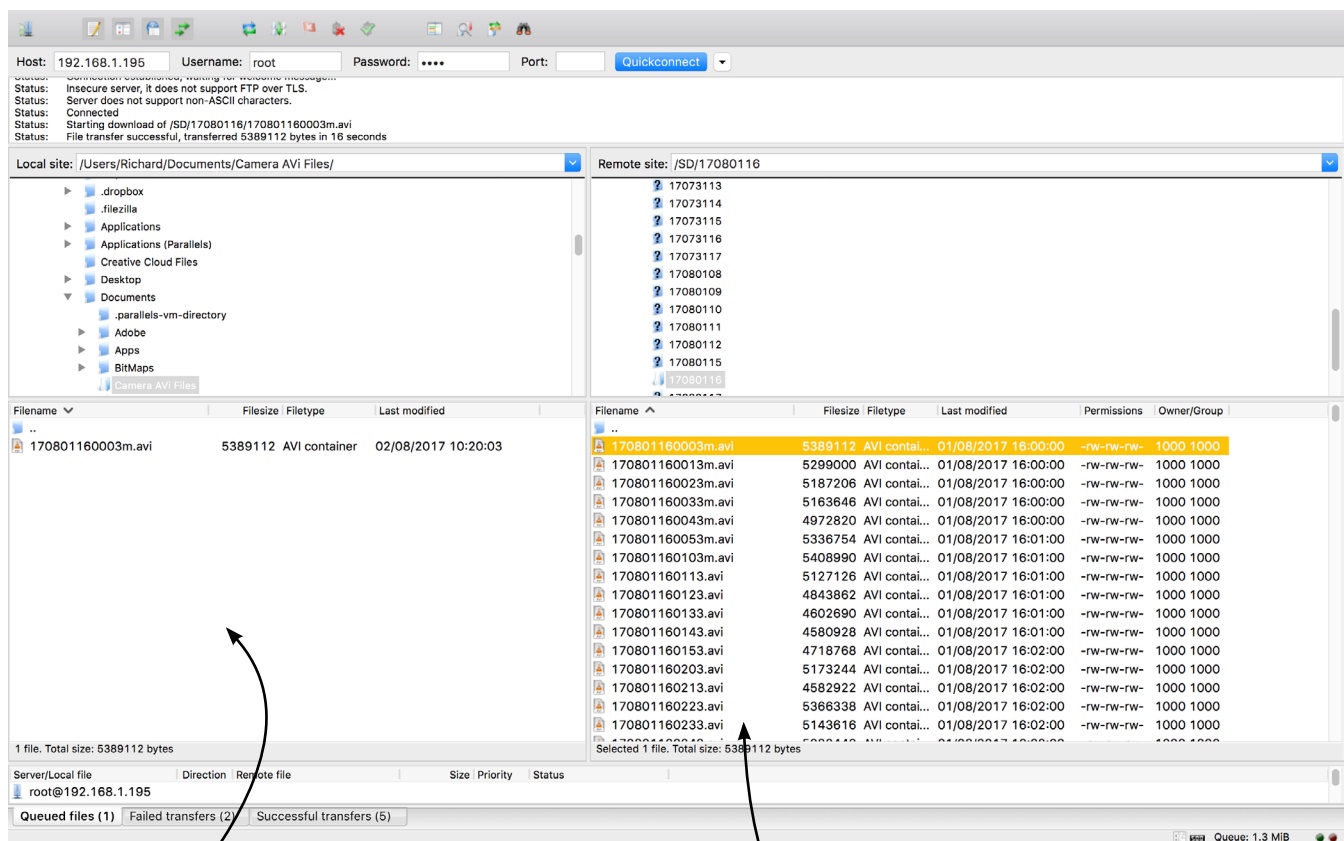 Host: 192.168.1.195 Username: root Password: •••• Port: Quickconnect
Status: Connection established, waiting for welcome message...
Status: Insecure server, it does not support FTP over TLS.
Status: Server does not support non-ASCII characters.
Status: Connected
Status: Starting download of /SD/17080116/170801160003m.avi
Status: File transfer successful, transferred 5389112 bytes in 16 seconds
Local site: /Users/Richard/Documents/Camera AVi Files/
.dropbox
.filezilla
Applications
Applications (Parallels)
Creative Cloud Files
Desktop
Documents
.parallels-vm-directory
Adobe
Apps
BitMaps
Camera AVi Files
Remote site: /SD/17080116
17073113
17073114
17073115
17073116
17073117
17080108
17080109
17080110
17080111
17080112
17080115
17080116
Filename Filesize Filetype Last modified
..
170801160003m.avi 5389112 AVI container 02/08/2017 10:20:03
1 file. Total size: 5389112 bytes
Filename Filesize Filetype Last modified Permissions Owner/Group
..
170801160003m.avi 5389112 AVI contai... 01/08/2017 16:00:00 -rw-rw-rw- 1000 1000
170801160013m.avi 5299000 AVI contai... 01/08/2017 16:00:00 -rw-rw-rw- 1000 1000
170801160023m.avi 5187206 AVI contai... 01/08/2017 16:00:00 -rw-rw-rw- 1000 1000
170801160033m.avi 5163646 AVI contai... 01/08/2017 16:00:00 -rw-rw-rw- 1000 1000
170801160043m.avi 4972820 AVI contai... 01/08/2017 16:00:00 -rw-rw-rw- 1000 1000
170801160053m.avi 5336754 AVI contai... 01/08/2017 16:01:00 -rw-rw-rw- 1000 1000
170801160103m.avi 5408990 AVI contai... 01/08/2017 16:01:00 -rw-rw-rw- 1000 1000
170801160113.avi 5127126 AVI contai... 01/08/2017 16:01:00 -rw-rw-rw- 1000 1000
170801160123.avi 4843862 AVI contai... 01/08/2017 16:01:00 -rw-rw-rw- 1000 1000
170801160133.avi 4602690 AVI contai... 01/08/2017 16:01:00 -rw-rw-rw- 1000 1000
170801160143.avi 4580928 AVI contai... 01/08/2017 16:01:00 -rw-rw-rw- 1000 1000
170801160153.avi 4718768 AVI contai... 01/08/2017 16:02:00 -rw-rw-rw- 1000 1000
170801160203.avi 5173244 AVI contai... 01/08/2017 16:02:00 -rw-rw-rw- 1000 1000
170801160213.avi 4582922 AVI contai... 01/08/2017 16:02:00 -rw-rw-rw- 1000 1000
170801160223.avi 5366338 AVI contai... 01/08/2017 16:02:00 -rw-rw-rw- 1000 1000
170801160233.avi 5143616 AVI contai... 01/08/2017 16:02:00 -rw-rw-rw- 1000 1000
Selected 1 file. Total size: 5389112 bytes
Server/Local file Direction Remote file Size Priority Status
root@192.168.1.195
Queued files (1) Failed transfers (2) Successful transfers (5)
Queue: 1.3 MiB